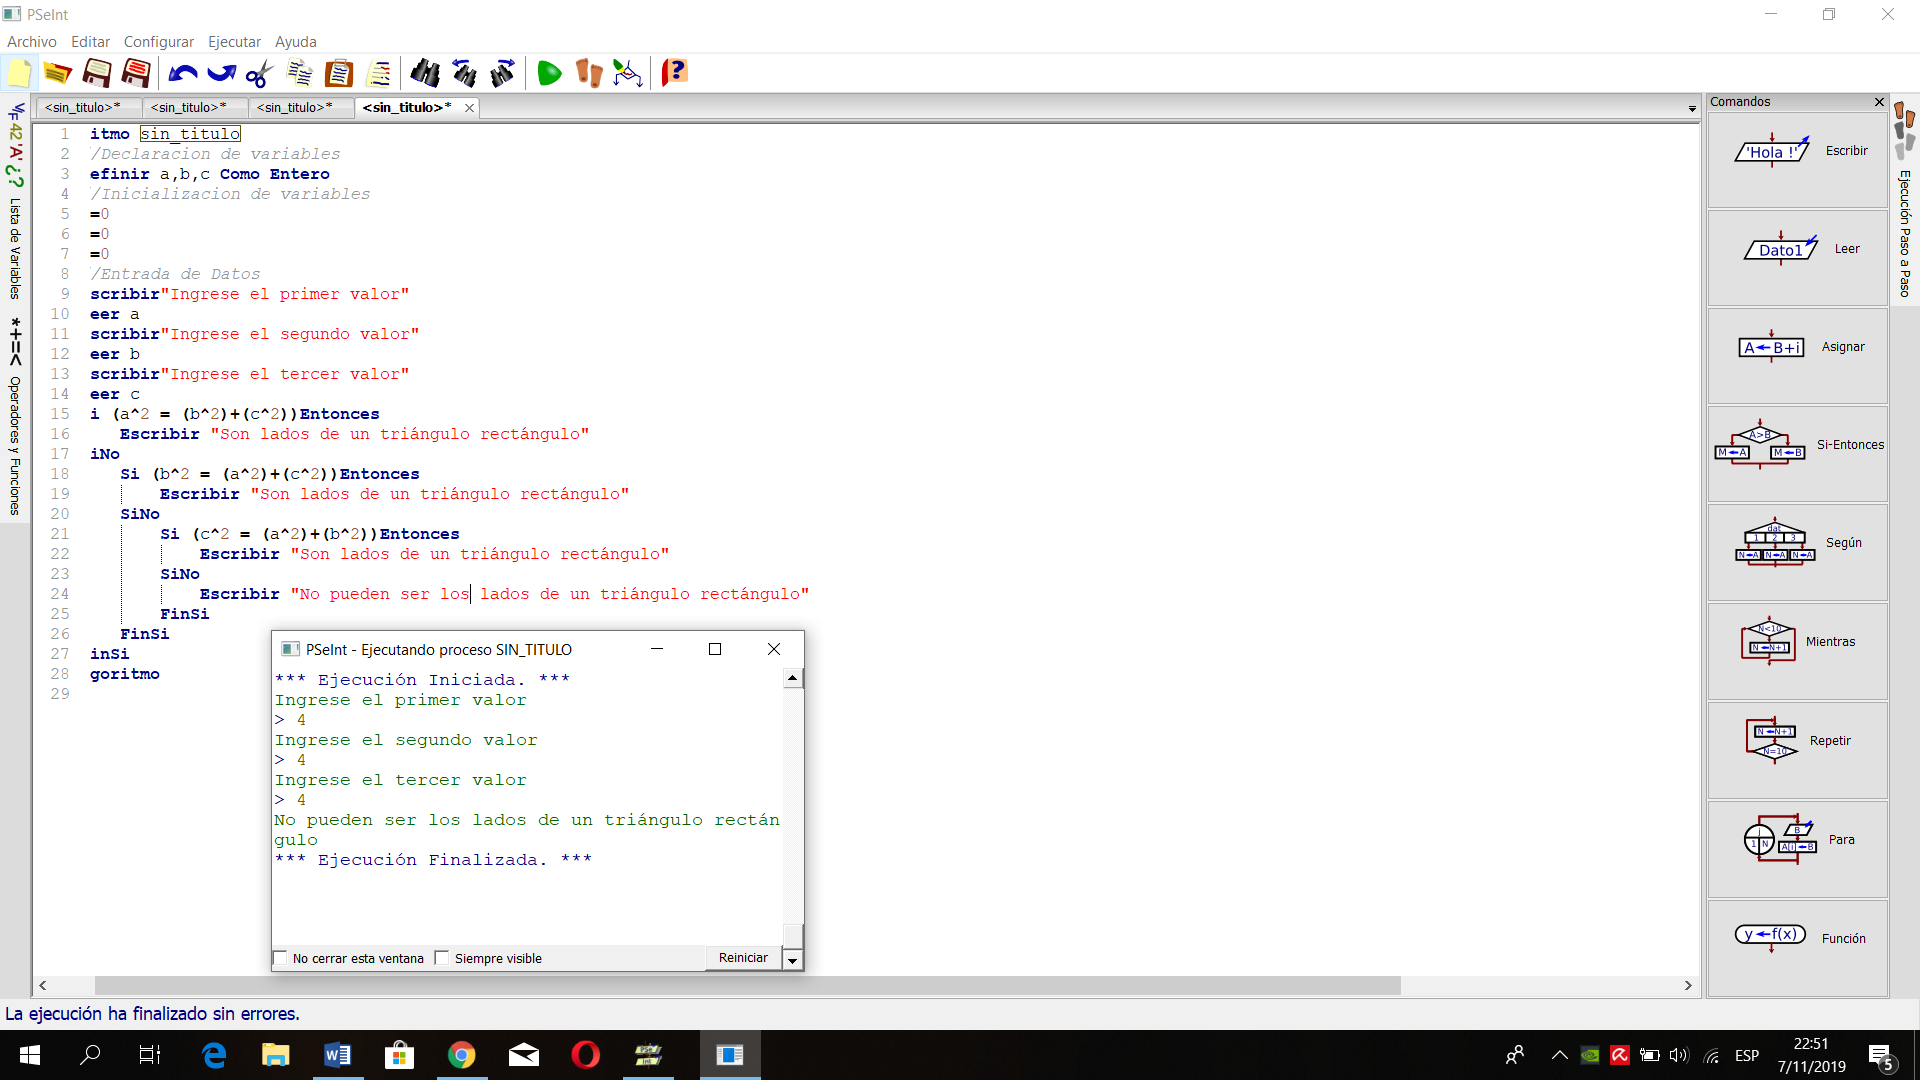 PSeInt
Archivo Editar Configurar Ejecutar Ayuda
<sin_titulo>* <sin_titulo>* <sin_titulo>* <sin_titulo>*
1 itmo sin_titulo
2 /Declaracion de variables
3 efinir a,b,c Como Entero
4 /Inicializacion de variables
5 =0
6 =0
7 =0
8 /Entrada de Datos
9 scribir"Ingrese el primer valor"
10 eer a
11 scribir"Ingrese el segundo valor"
12 eer b
13 scribir"Ingrese el tercer valor"
14 eer c
15 i (a^2 = (b^2)+(c^2))Entonces
16 Escribir "Son lados de un triángulo rectángulo"
17 iNo
18 Si (b^2 = (a^2)+(c^2))Entonces
19 Escribir "Son lados de un triángulo rectángulo"
20 SiNo
21 Si (c^2 = (a^2)+(b^2))Entonces
22 Escribir "Son lados de un triángulo rectángulo"
23 SiNo
24 Escribir "No pueden ser los lados de un triángulo rectángulo"
25 FinSi
26 FinSi
27 inSi
28 goritmo
29
PSeInt - Ejecutando proceso SIN_TITULO
*** Ejecución Iniciada. ***
Ingrese el primer valor
> 4
Ingrese el segundo valor
> 4
Ingrese el tercer valor
> 4
No pueden ser los lados de un triángulo rectán
gulo
*** Ejecución Finalizada. ***
No cerrar esta ventana Siempre visible Reiniciar
Lista de Variables
*+=<
Operadores y Funciones
Comandos
'Hola !' Escribir
Dato1 Leer
A←B+i Asignar
A>B M←A M←B Si-Entonces
dat 1 2 3 N←A N←A N←A Según
N<10 N←N+1 Mientras
N←N+1 N=10 Repetir
i 1 N B A[i]←B Para
y←f(x) Función
Ejecución Paso a Paso
La ejecución ha finalizado sin errores.
ESP
22:51
7/11/2019
5